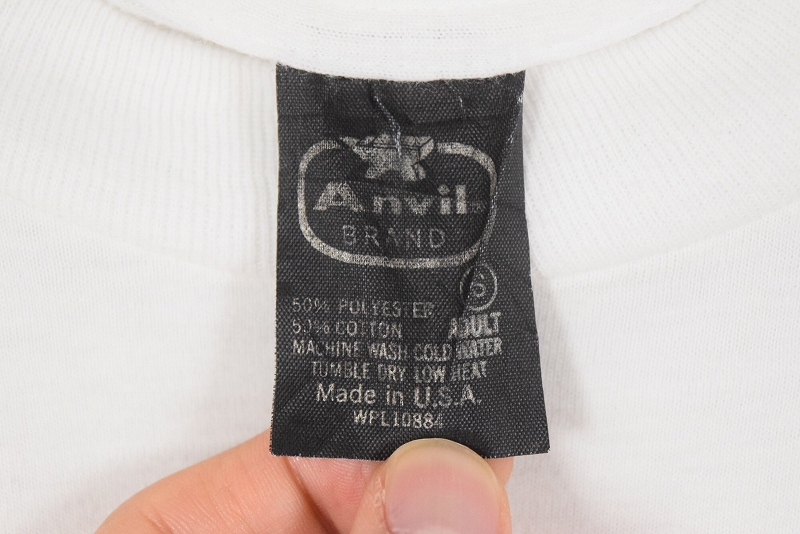 Anvil
BRAND
S
50% POLYESTER
50% COTTON ADULT
MACHINE WASH COLD WATER
TUMBLE DRY LOW HEAT
Made in U.S.A.
WPL10884